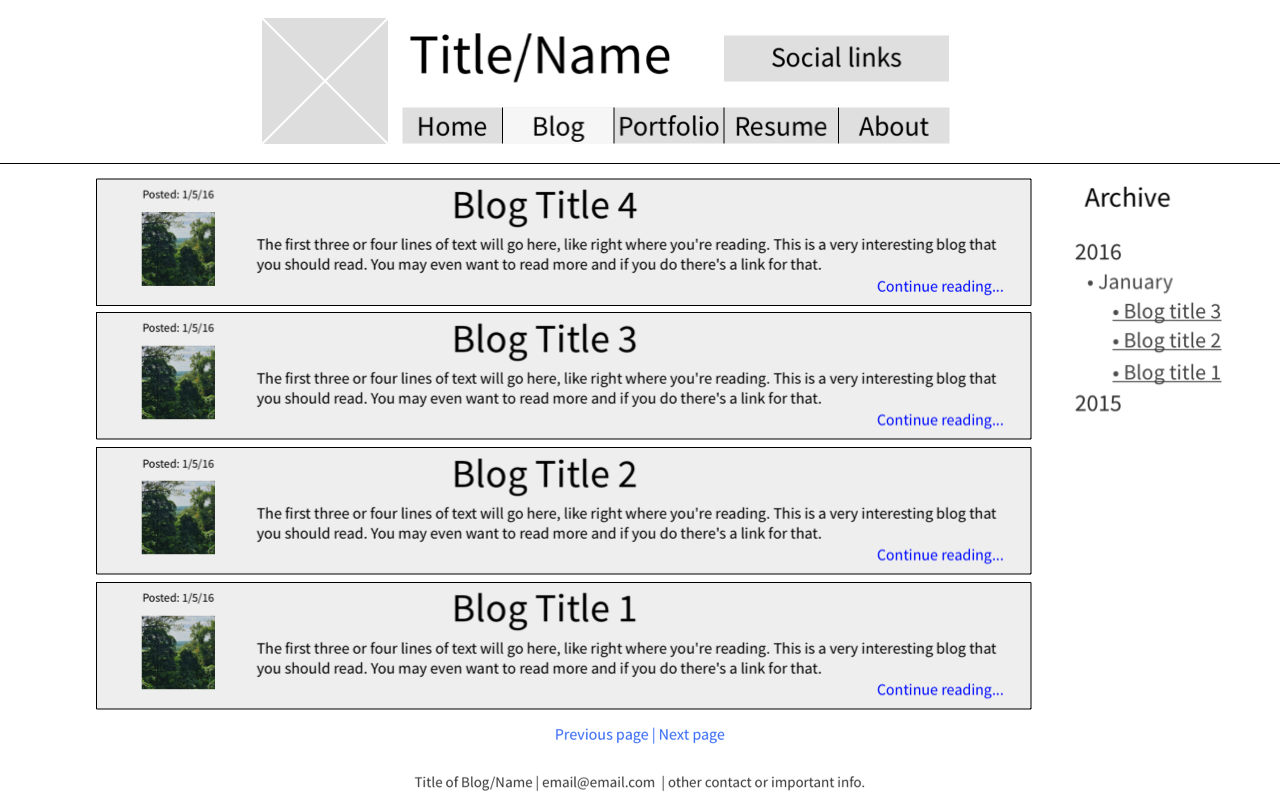 Title/Name
Social links
Home Blog Portfolio Resume About
Posted: 1/5/16
Blog Title 4
The first three or four lines of text will go here, like right where you're reading. This is a very interesting blog that
you should read. You may even want to read more and if you do there's a link for that.
Continue reading...
Posted: 1/5/16
Blog Title 3
The first three or four lines of text will go here, like right where you're reading. This is a very interesting blog that
you should read. You may even want to read more and if you do there's a link for that.
Continue reading...
Posted: 1/5/16
Blog Title 2
The first three or four lines of text will go here, like right where you're reading. This is a very interesting blog that
you should read. You may even want to read more and if you do there's a link for that.
Continue reading...
Posted: 1/5/16
Blog Title 1
The first three or four lines of text will go here, like right where you're reading. This is a very interesting blog that
you should read. You may even want to read more and if you do there's a link for that.
Continue reading...
Archive
2016
• January
• Blog title 3
• Blog title 2
• Blog title 1
2015
Previous page | Next page
Title of Blog/Name | email@email.com | other contact or important info.